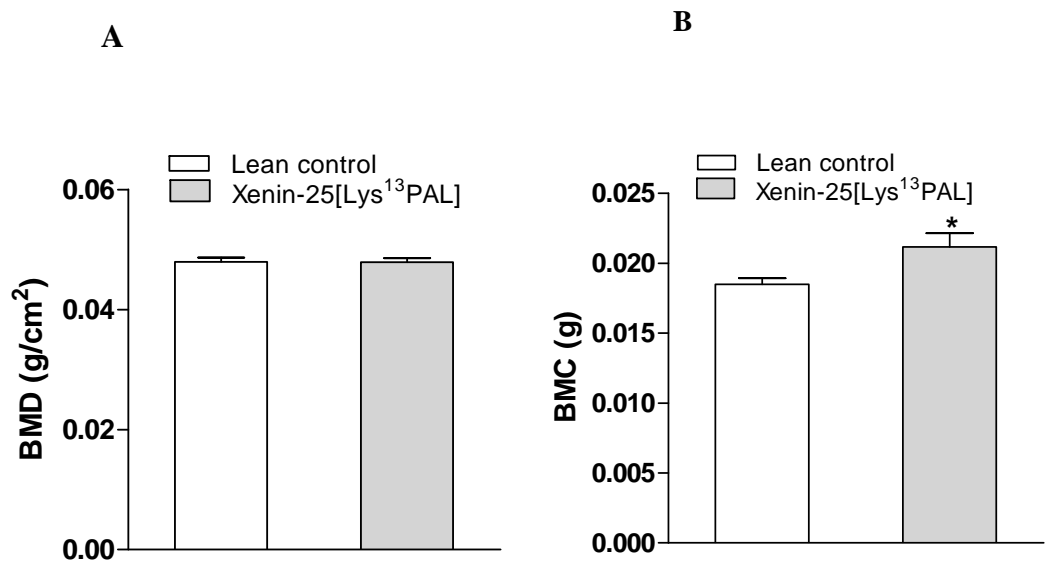 A
Lean control
Xenin-25[Lys¹³PAL]
BMD (g/cm²)
0.06
0.04
0.02
0.00
B
Lean control
Xenin-25[Lys¹³PAL]
*
BMC (g)
0.025
0.020
0.015
0.010
0.005
0.000